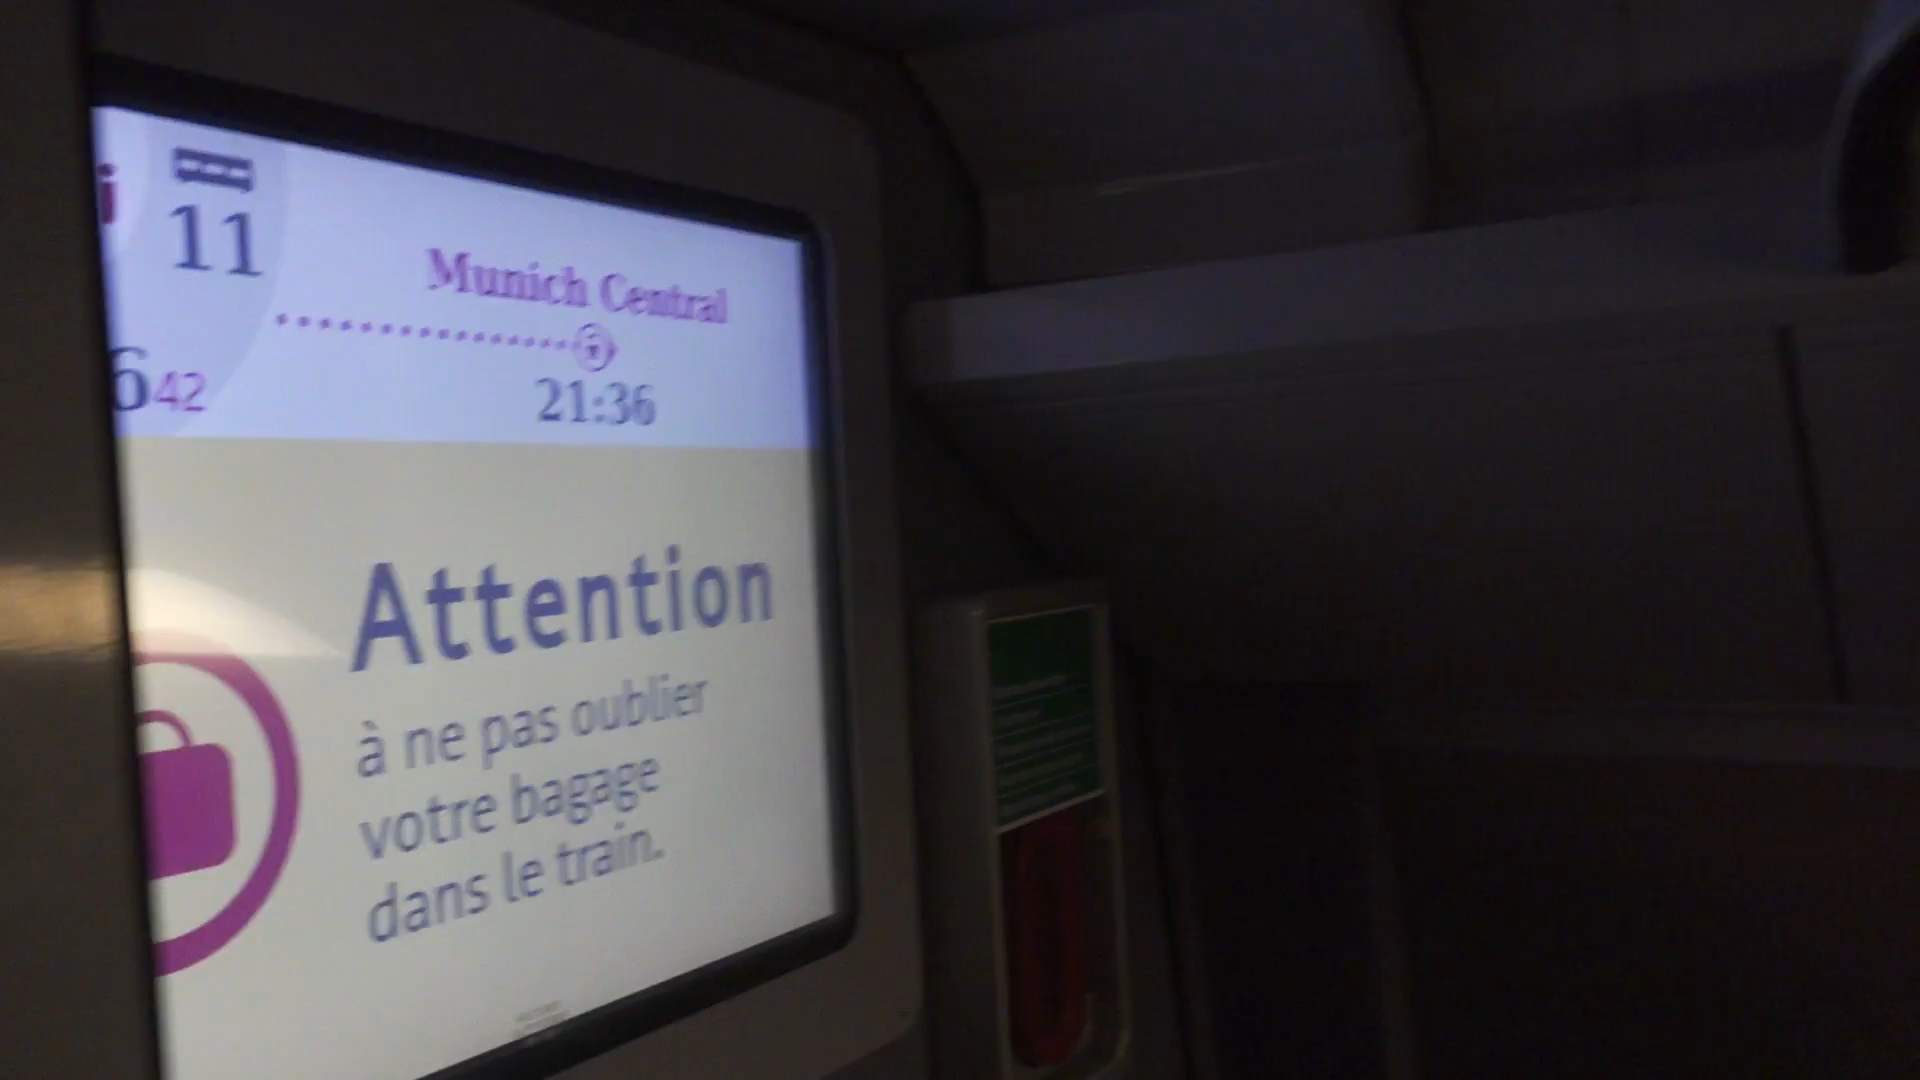 i
11
Munich Central
642
21:36
Attention
à ne pas oublier
votre bagage
dans le train.